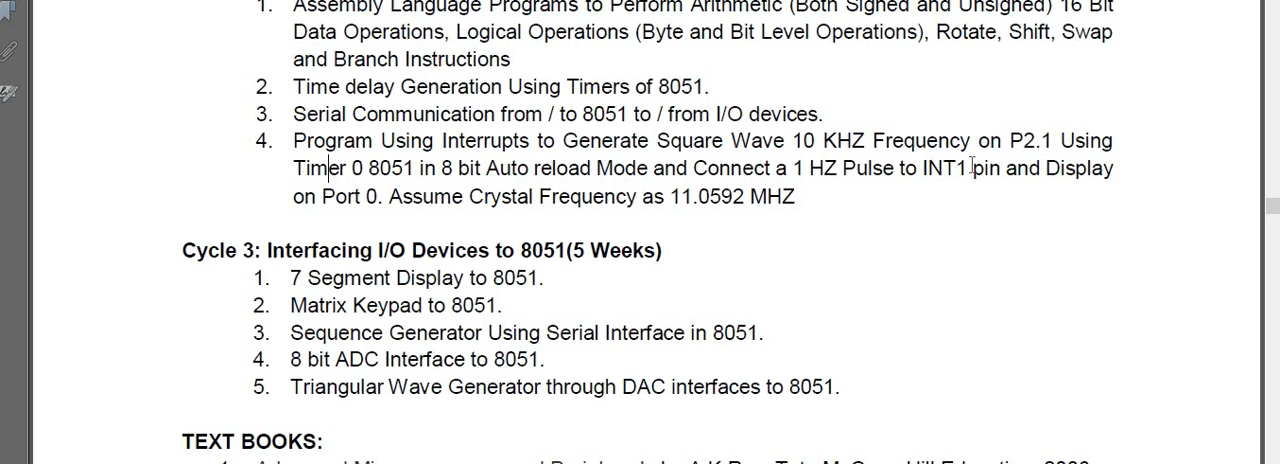 1. Assembly Language Programs to Perform Arithmetic (Both Signed and Unsigned) 16 Bit
Data Operations, Logical Operations (Byte and Bit Level Operations), Rotate, Shift, Swap
and Branch Instructions
2. Time delay Generation Using Timers of 8051.
3. Serial Communication from / to 8051 to / from I/O devices.
4. Program Using Interrupts to Generate Square Wave 10 KHZ Frequency on P2.1 Using
Timer 0 8051 in 8 bit Auto reload Mode and Connect a 1 HZ Pulse to INT1 pin and Display
on Port 0. Assume Crystal Frequency as 11.0592 MHZ
Cycle 3: Interfacing I/O Devices to 8051(5 Weeks)
1. 7 Segment Display to 8051.
2. Matrix Keypad to 8051.
3. Sequence Generator Using Serial Interface in 8051.
4. 8 bit ADC Interface to 8051.
5. Triangular Wave Generator through DAC interfaces to 8051.
TEXT BOOKS: